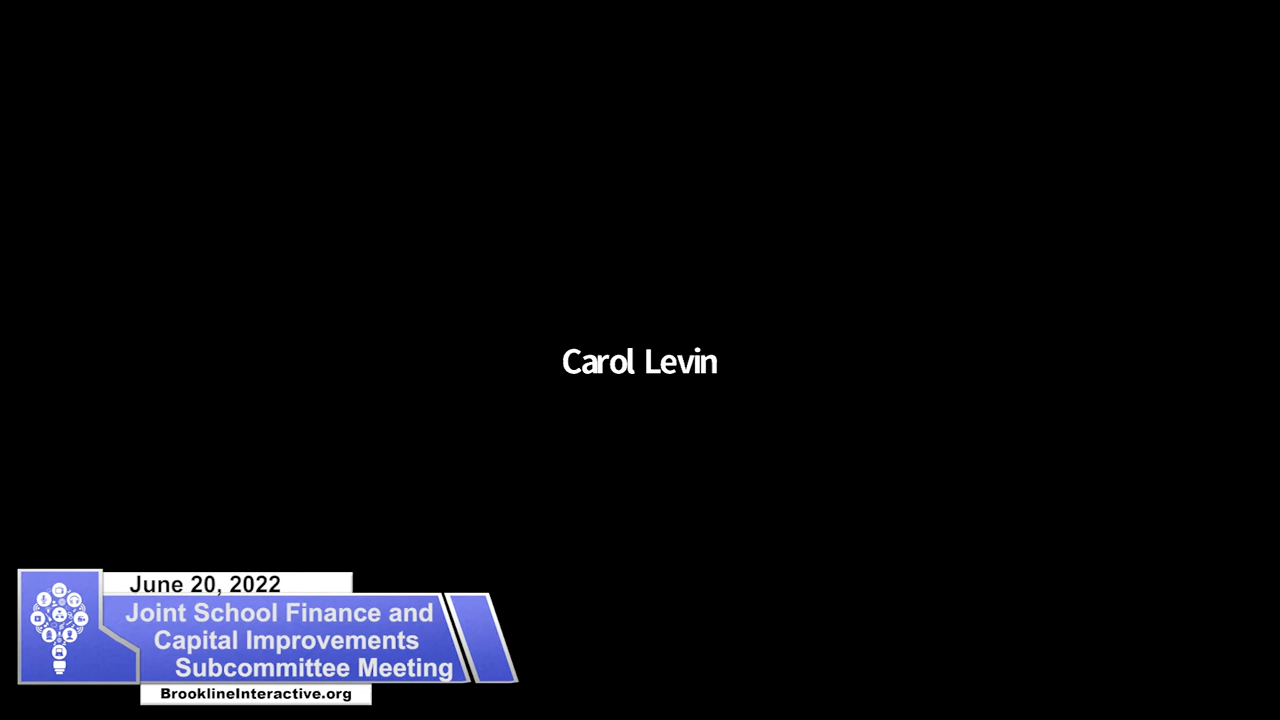 Carol Levin
June 20, 2022
Joint School Finance and
Capital Improvements
Subcommittee Meeting
BrooklineInteractive.org